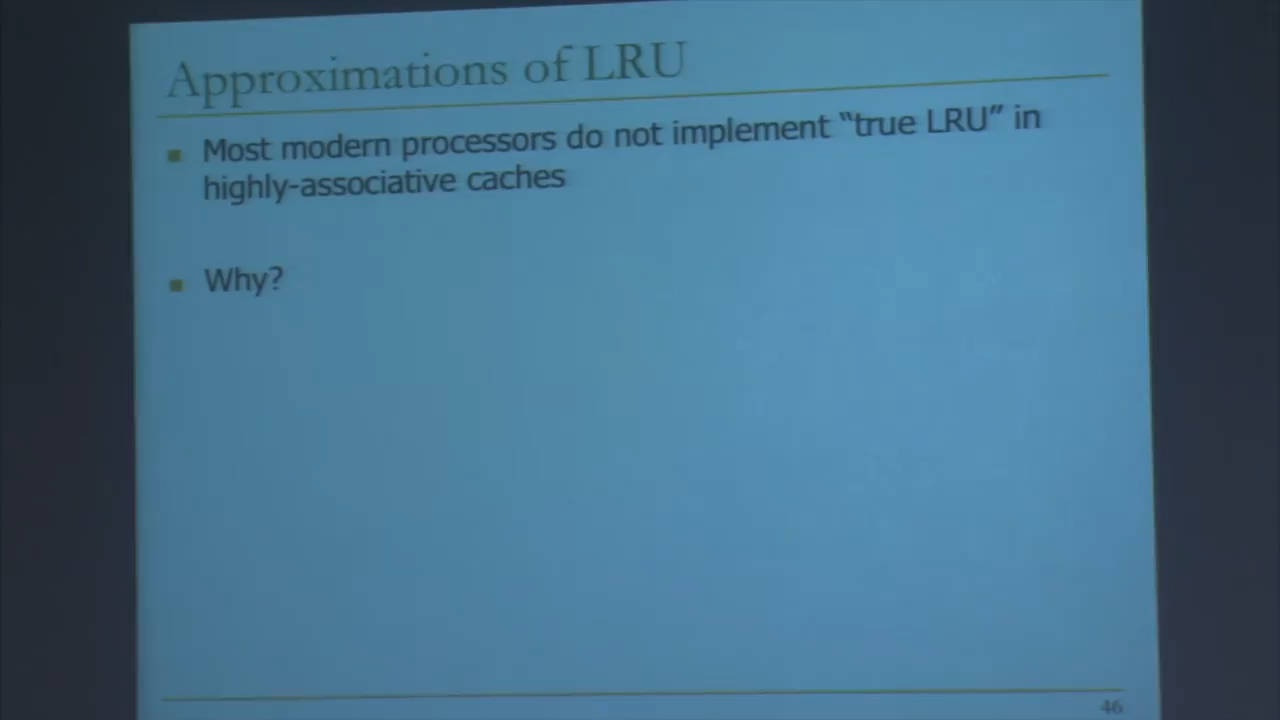 Approximations of LRU
■ Most modern processors do not implement “true LRU” in
highly-associative caches
■ Why?
46